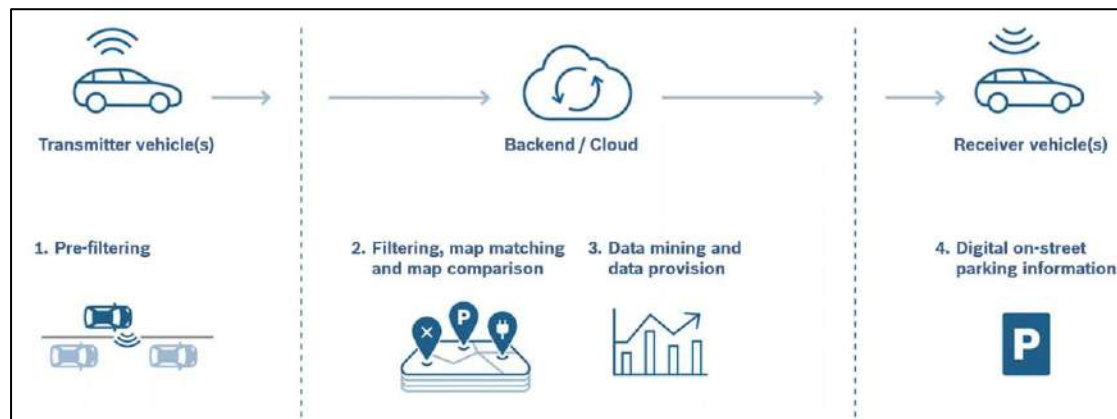 Transmitter vehicle(s)
Backend / Cloud
Receiver vehicle(s)
1. Pre-filtering
2. Filtering, map matching
and map comparison
3. Data mining and
data provision
4. Digital on-street
parking information
P
P